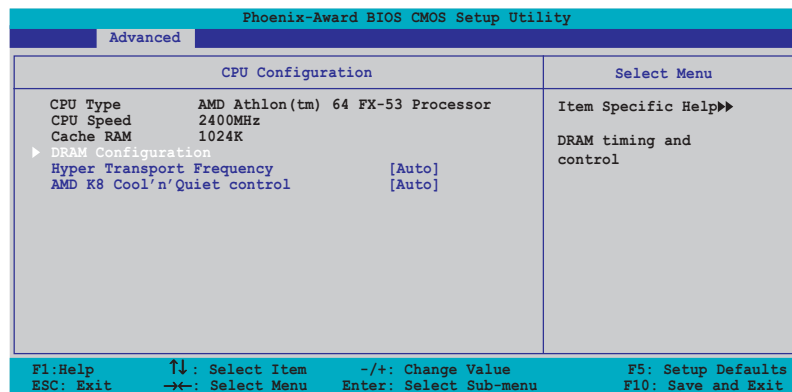 Phoenix-Award BIOS CMOS Setup Utility
Advanced
CPU Configuration
Select Menu
CPU Type AMD Athlon(tm) 64 FX-53 Processor
CPU Speed 2400MHz
Cache RAM 1024K
DRAM Configuration
Hyper Transport Frequency [Auto]
AMD K8 Cool'n'Quiet control [Auto]
Item Specific Help
DRAM timing and
control
F1:Help ↑↓: Select Item -/+: Change Value F5: Setup Defaults
ESC: Exit →←: Select Menu Enter: Select Sub-menu F10: Save and Exit